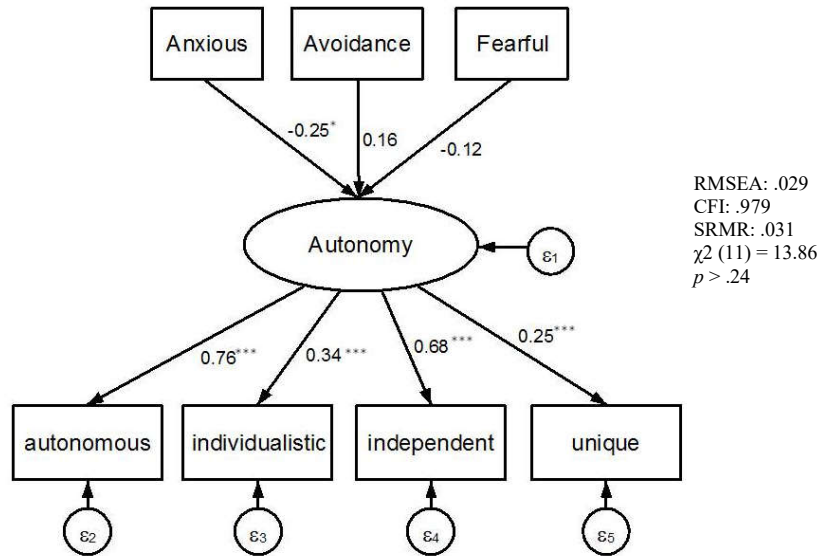 Anxious
Avoidance
Fearful
-0.25*
0.16
-0.12
Autonomy
ε1
RMSEA: .029
CFI: .979
SRMR: .031
χ2 (11) = 13.86
p > .24
0.76***
0.34***
0.68***
0.25***
autonomous
individualistic
independent
unique
ε2
ε3
ε4
ε5